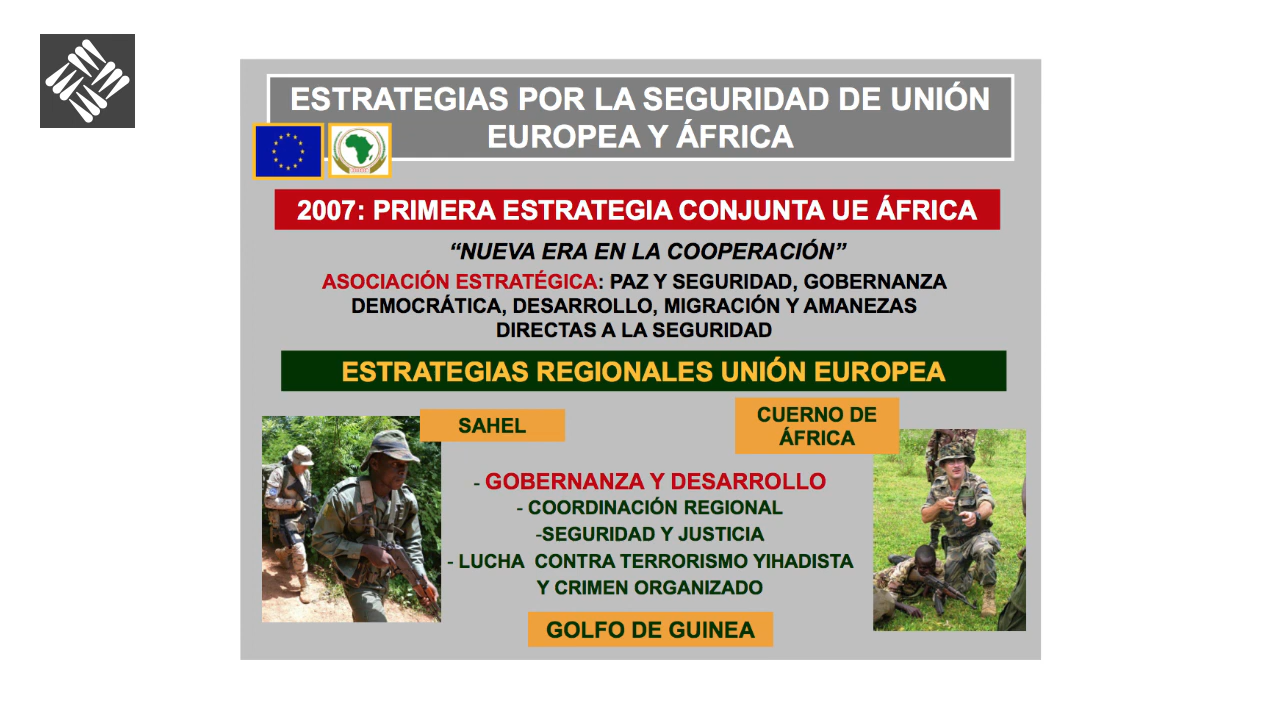 ESTRATEGIAS POR LA SEGURIDAD DE UNIÓN
EUROPEA Y ÁFRICA
2007: PRIMERA ESTRATEGIA CONJUNTA UE ÁFRICA
“NUEVA ERA EN LA COOPERACIÓN”
ASOCIACIÓN ESTRATÉGICA: PAZ Y SEGURIDAD, GOBERNANZA
DEMOCRÁTICA, DESARROLLO, MIGRACIÓN Y AMANEZAS
DIRECTAS A LA SEGURIDAD
ESTRATEGIAS REGIONALES UNIÓN EUROPEA
SAHEL
CUERNO DE
ÁFRICA
- GOBERNANZA Y DESARROLLO
- COORDINACIÓN REGIONAL
-SEGURIDAD Y JUSTICIA
- LUCHA CONTRA TERRORISMO YIHADISTA
Y CRIMEN ORGANIZADO
GOLFO DE GUINEA